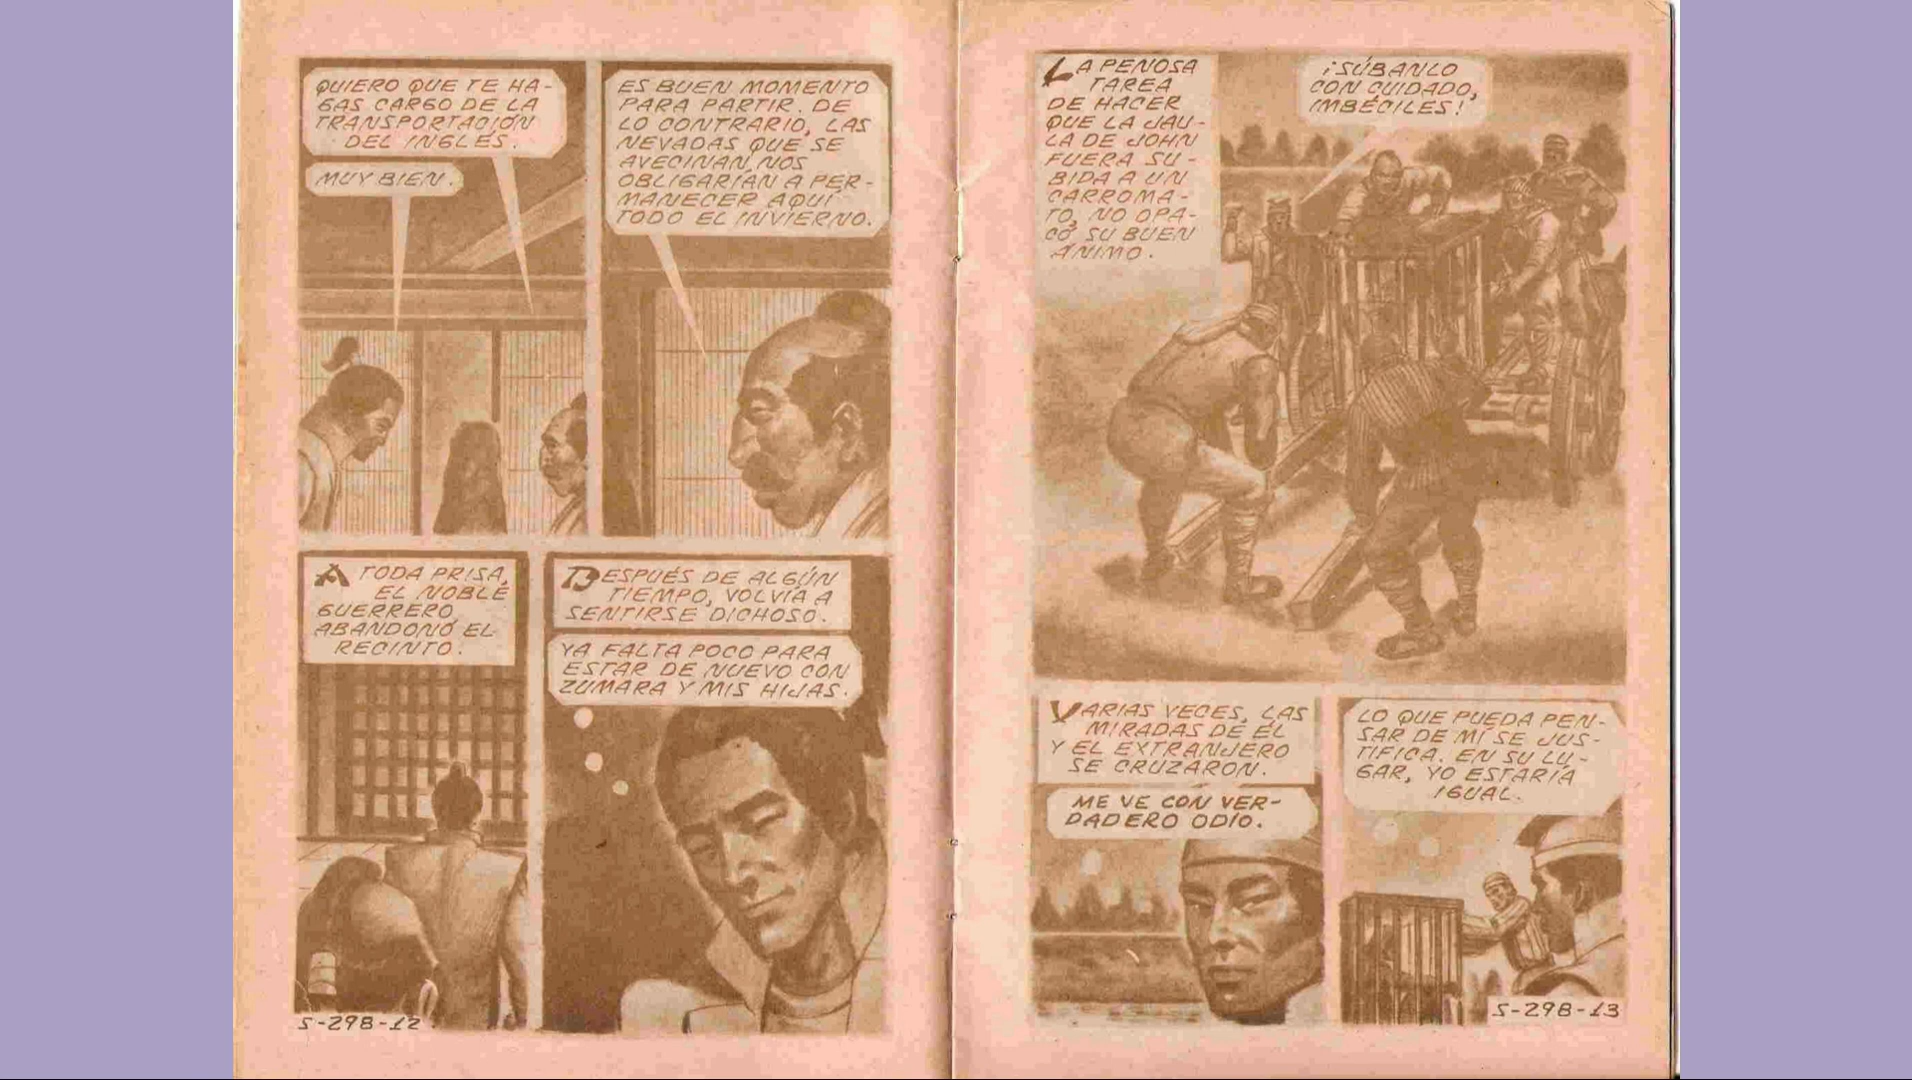 QUIERO QUE TE HA-
GAS CARGO DE LA
TRANSPORTACIÓN
DEL INGLÉS.
MUY BIEN.
ES BUEN MOMENTO
PARA PARTIR. DE
LO CONTRARIO, LAS
NEVADAS QUE SE
AVECINAN, NOS
OBLIGARÍAN A PER-
MANECER AQUÍ
TODO EL INVIERNO.
A TODA PRISA,
EL NOBLE
GUERRERO,
ABANDONÓ EL
RECINTO.
DESPUÉS DE ALGÚN
TIEMPO, VOLVÍA A
SENTIRSE DICHOSO.
YA FALTA POCO PARA
ESTAR DE NUEVO CON
ZUMARA Y MIS HIJAS.
S-298-12
LA PENOSA
TAREA
DE HACER
QUE LA JAU-
LA DE JOHN
FUERA SU-
BIDA A UN
CARROMA-
TO, NO OPA-
CÓ SU BUEN
ÁNIMO.
¡SÚBANLO
CON CUIDADO,
IMBÉCILES!
VARIAS VECES, LAS
MIRADAS DE ÉL
Y EL EXTRANJERO
SE CRUZARON.
ME VE CON VER-
DADERO ODIO.
LO QUE PUEDA PEN-
SAR DE MÍ SE JUS-
TIFICA. EN SU LU-
GAR, YO ESTARÍA
IGUAL.
S-298-13